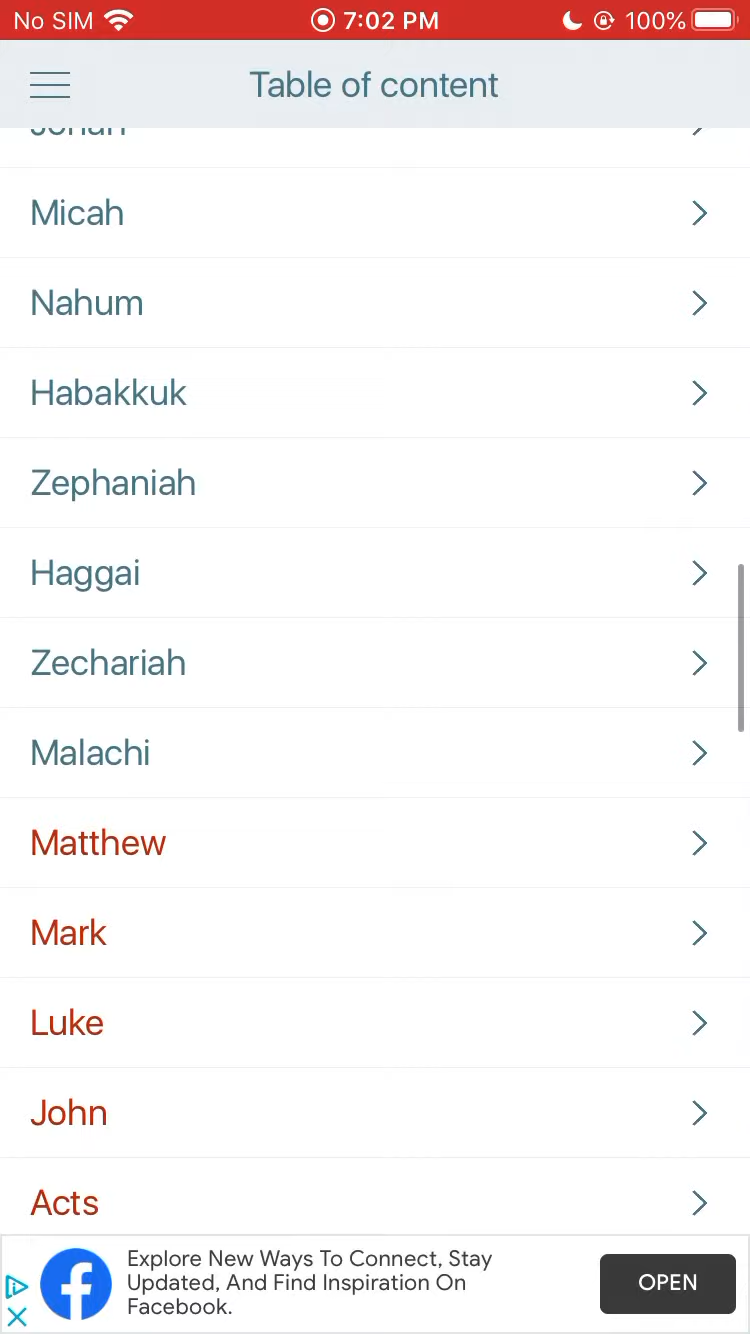 No SIM 7:02 PM 100%
Table of content
Jonah
Micah
Nahum
Habakkuk
Zephaniah
Haggai
Zechariah
Malachi
Matthew
Mark
Luke
John
Acts
Explore New Ways To Connect, Stay
Updated, And Find Inspiration On
Facebook.
OPEN